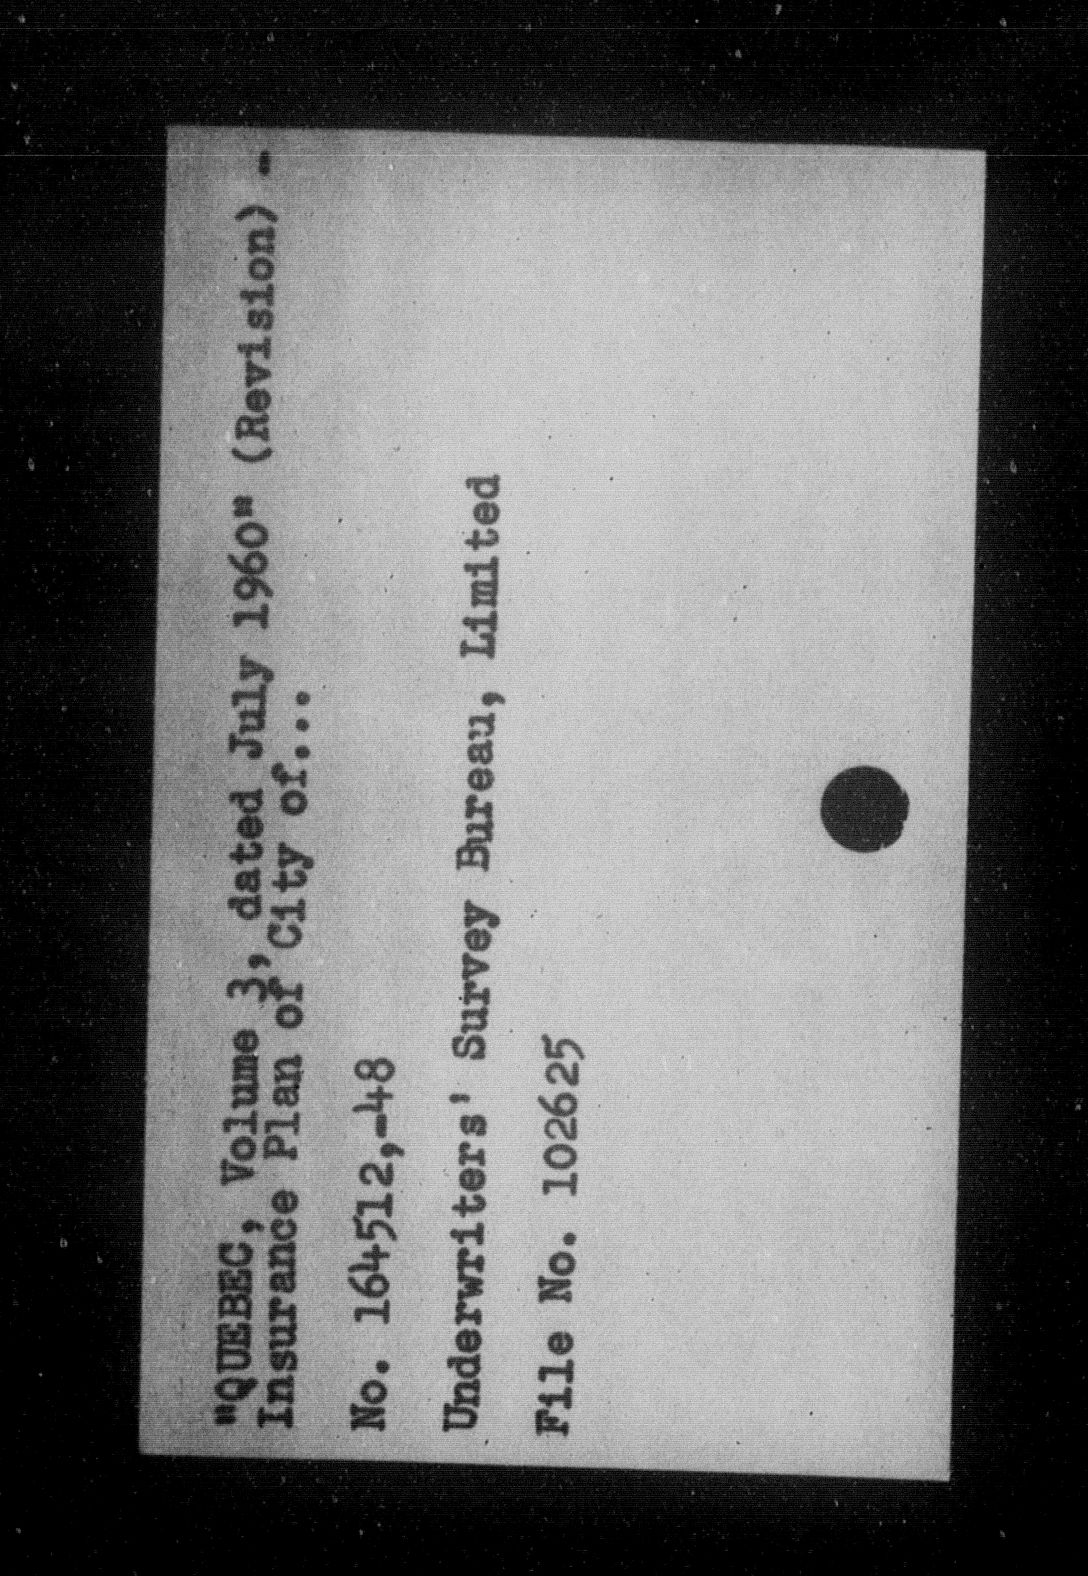 "QUEBEC, Volume 3, dated July 1960" (Revision) -
Insurance Plan of City of...
No. 164512,-48
Underwriters' Survey Bureau, Limited
File No. 102625